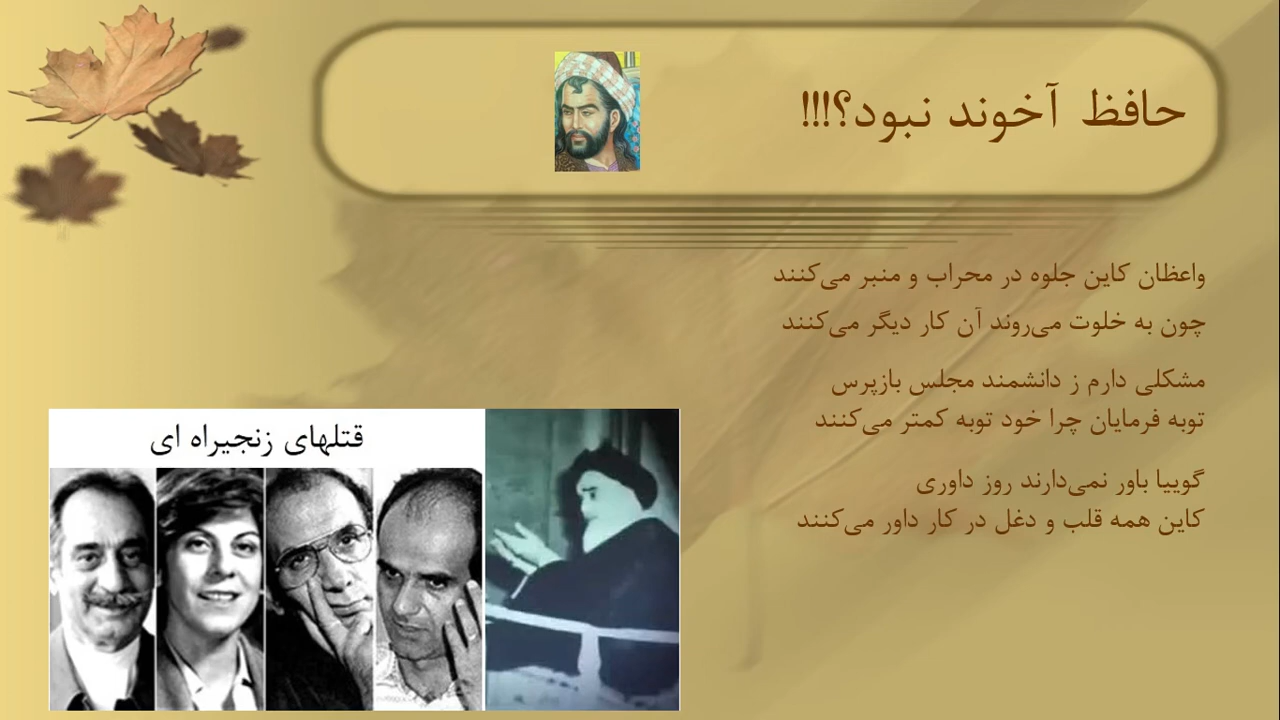 حافظ آخوند نبود؟!!!
واعظان کاین جلوه در محراب و منبر می‌کنند
چون به خلوت می‌روند آن کار دیگر می‌کنند
مشکلی دارم ز دانشمند مجلس بازپرس
توبه فرمایان چرا خود توبه کمتر می‌کنند
گوییا باور نمی‌دارند روز داوری
کاین همه قلب و دغل در کار داور می‌کنند
قتلهای زنجیراه ای